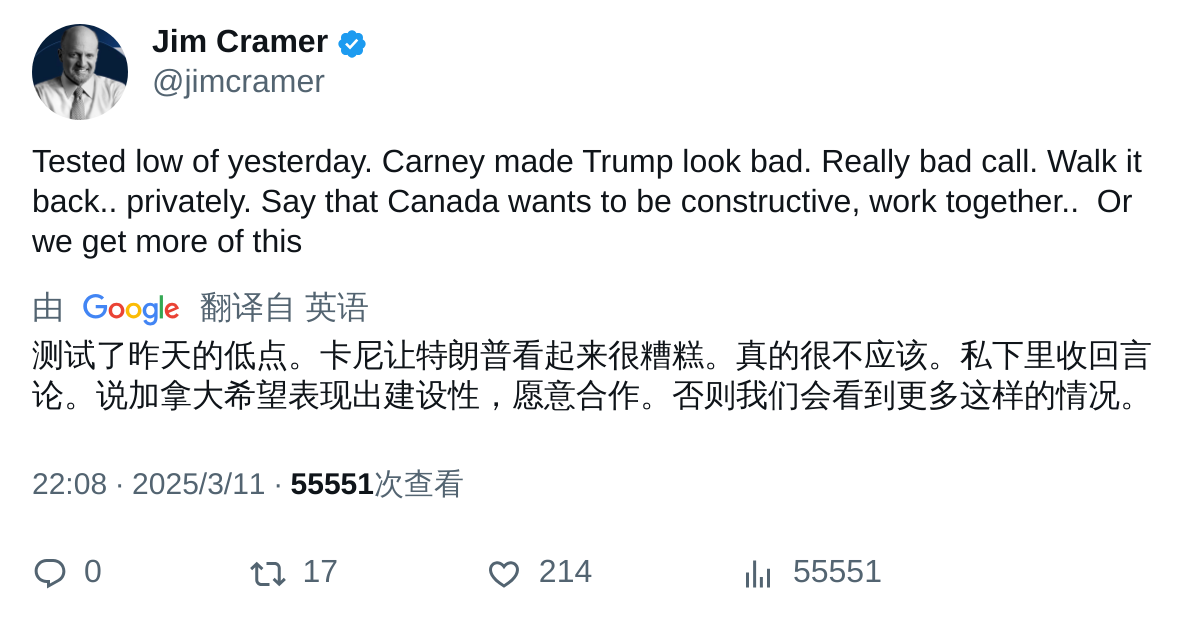 Jim Cramer
@jimcramer
Tested low of yesterday. Carney made Trump look bad. Really bad call. Walk it
back.. privately. Say that Canada wants to be constructive, work together..  Or
we get more of this
由 Google 翻译自 英语
测试了昨天的低点。卡尼让特朗普看起来很糟糕。真的很不应该。私下里收回言
论。说加拿大希望表现出建设性，愿意合作。否则我们会看到更多这样的情况。
22:08 · 2025/3/11 · 55551次查看
0 17 214 55551